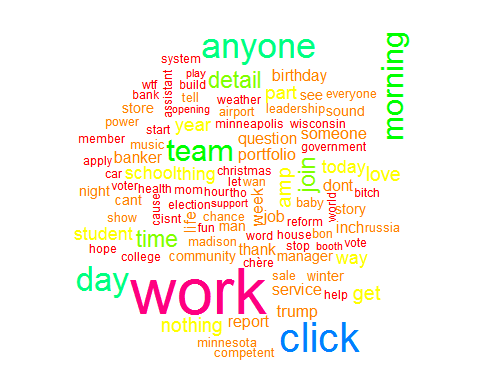 system
anyone
morning
wtf
play
build
detail
birthday
bank
assistant
tell
weather
part
see
everyone
store
opening
airport
leadership
sound
power
year
minneapolis
wisconsin
member
start
music
question
someone
government
banker
team
portfolio
join
apply
schoolthing
christmas
today
love
car
let
wan
amp
dont
bitch
night
voter
health
mom
hour
tho
week
baby
world
cant
cause
election
support
life
job
story
show
isnt
chance
reform
inch
russia
student
time
fun
man
word
house
bon
hope
madison
thank
stop
booth
vote
college
community
manager
way
chère
day
work
sale
winter
service
help
get
nothing
report
trump
click
minnesota
competent